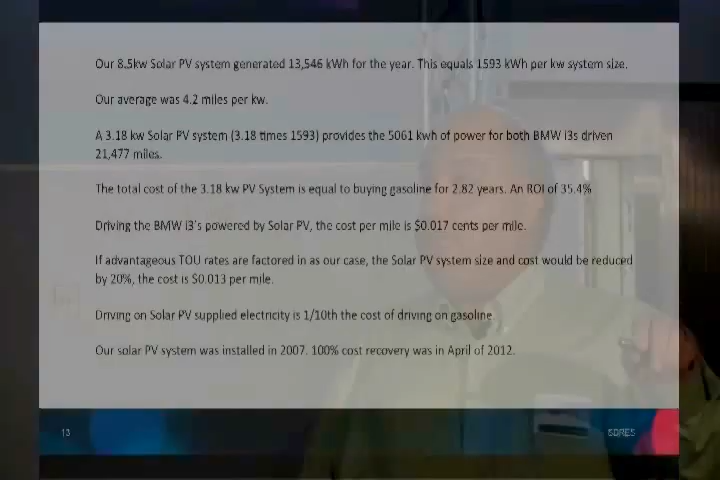 Our 8.5kw Solar PV system generated 13,546 kWh for the year. This equals 1593 kWh per kw system size.
Our average was 4.2 miles per kw.
A 3.18 kw Solar PV system (3.18 times 1593) provides the 5061 kwh of power for both BMW i3s driven
21,477 miles.
The total cost of the 3.18 kw PV System is equal to buying gasoline for 2.82 years. An ROI of 35.4%
Driving the BMW i3's powered by Solar PV, the cost per mile is $0.017 cents per mile.
If advantageous TOU rates are factored in as our case, the Solar PV system size and cost would be reduced
by 20%, the cost is $0.013 per mile.
Driving on Solar PV supplied electricity is 1/10th the cost of driving on gasoline.
Our solar PV system was installed in 2007. 100% cost recovery was in April of 2012.
13
SDRES